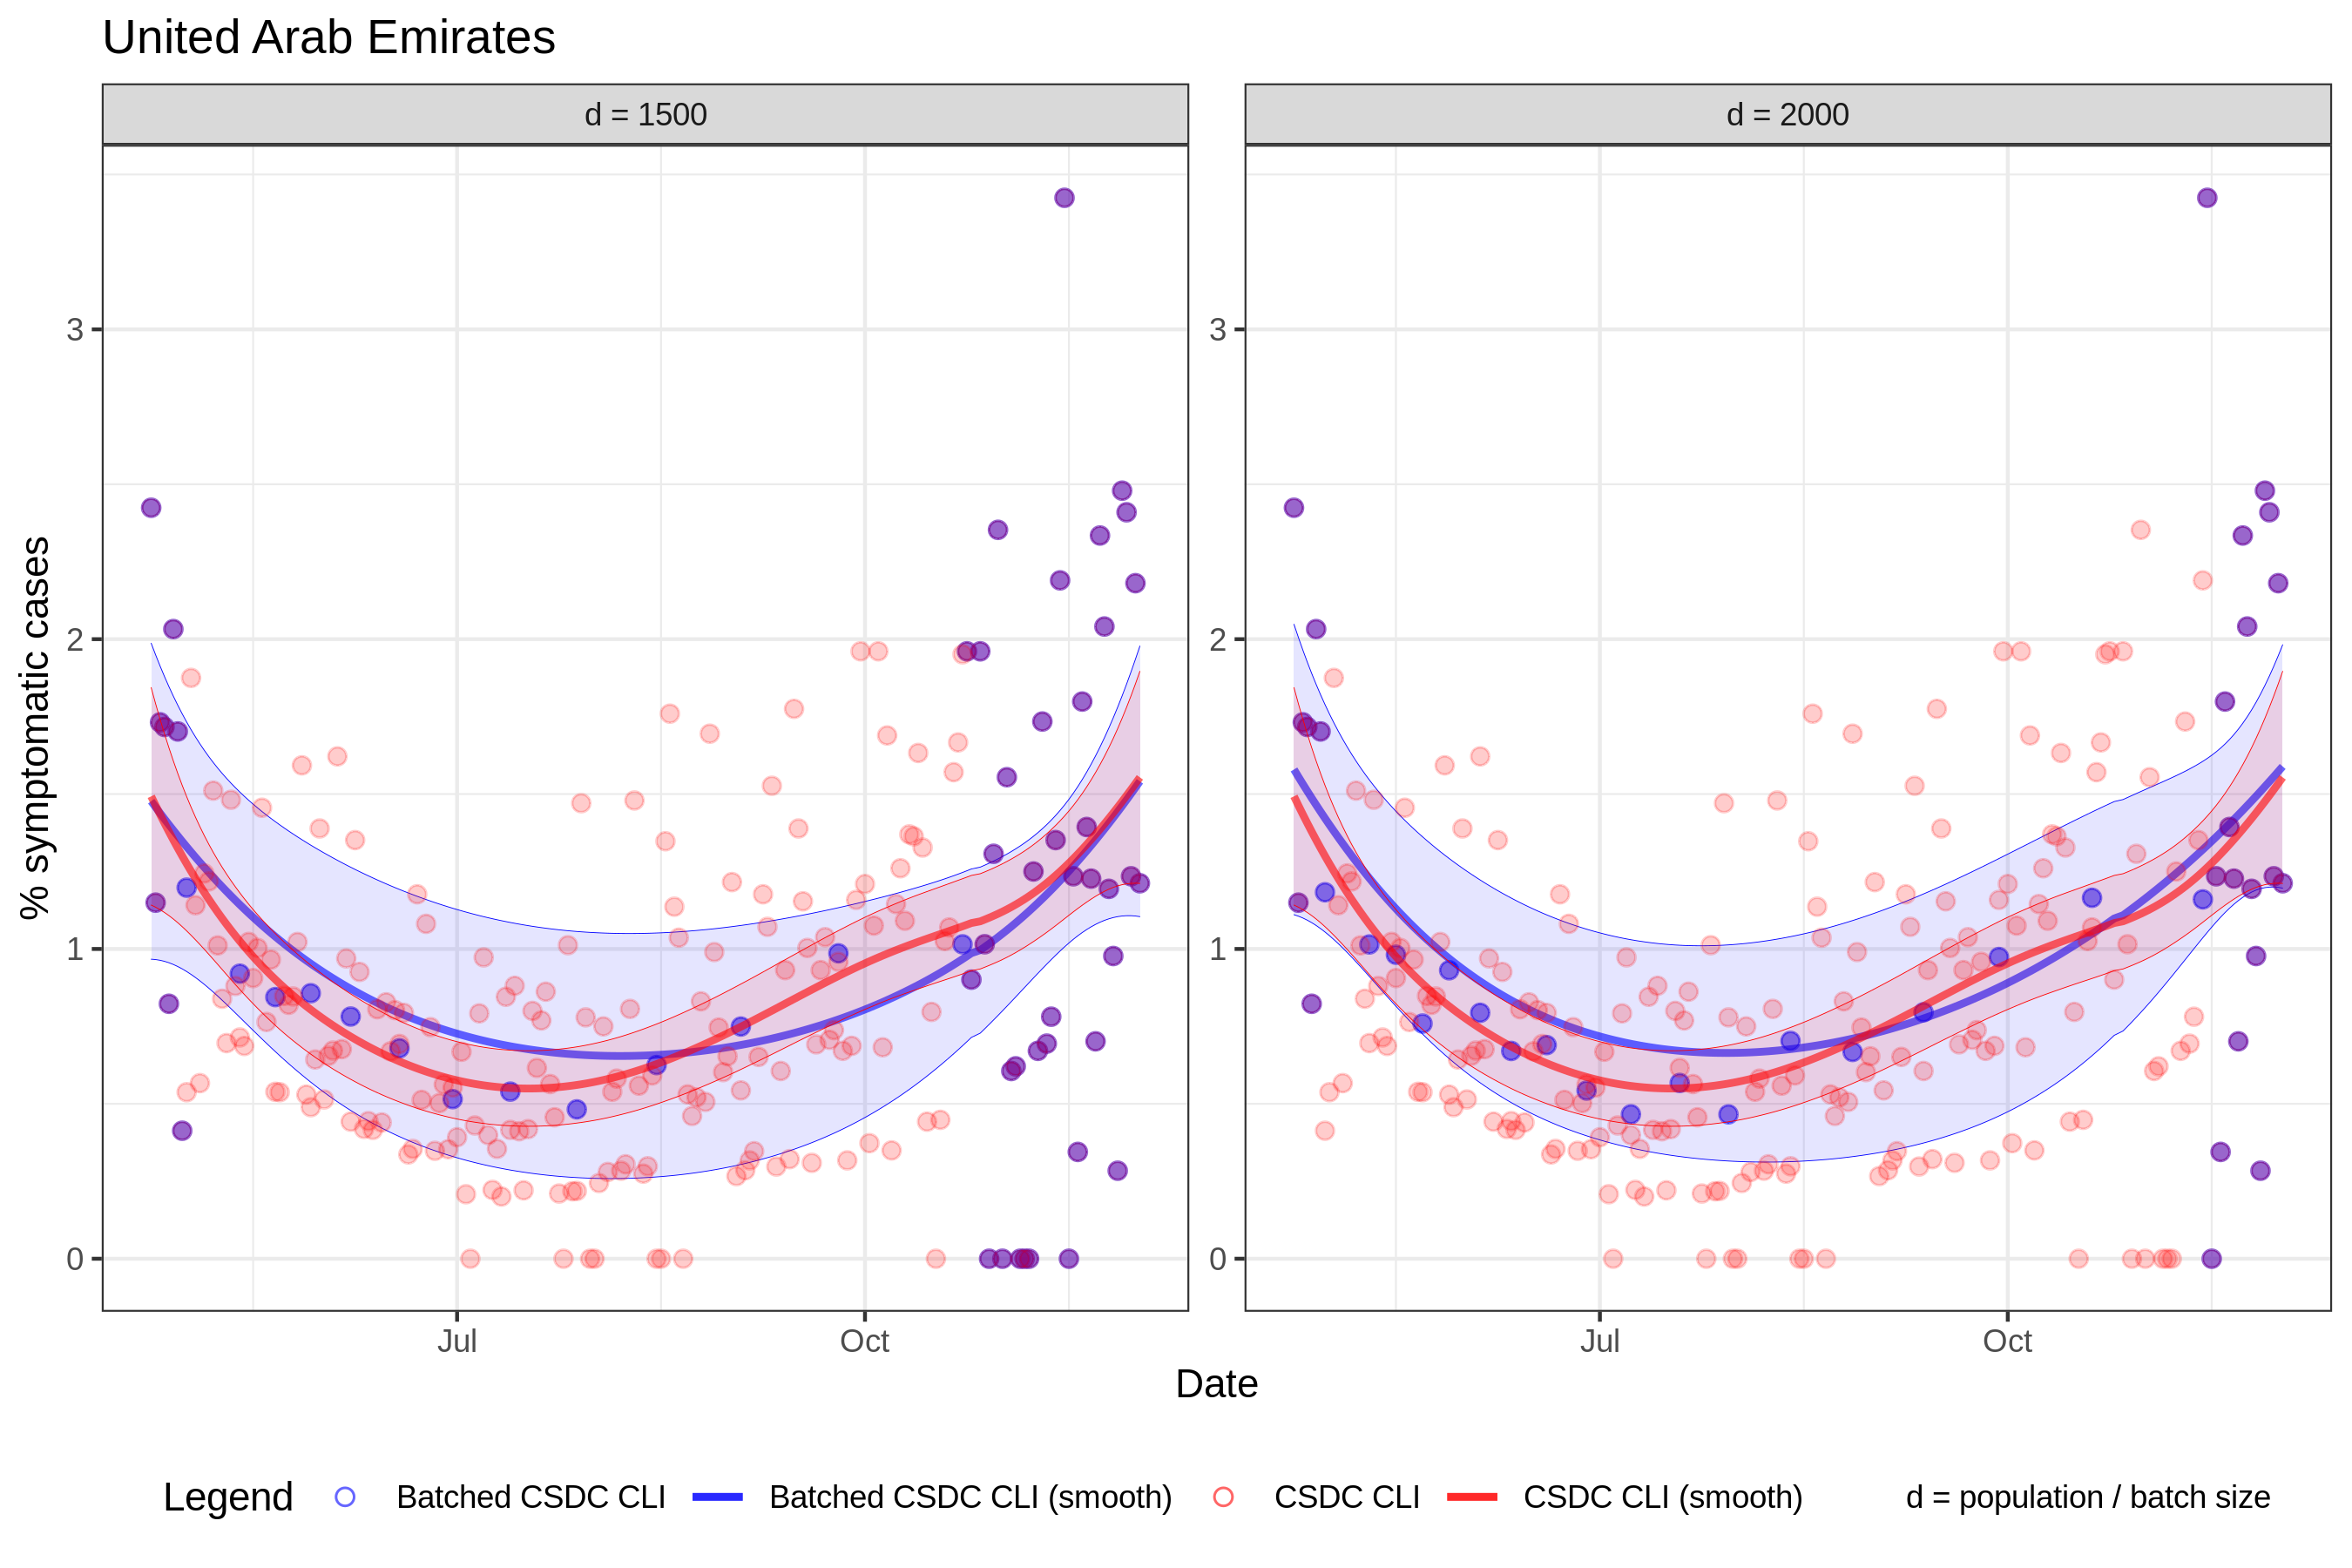 United Arab Emirates
d = 1500
d = 2000
% symptomatic cases
3
2
1
0
3
2
1
0
Jul
Oct
Jul
Oct
Date
Legend
Batched CSDC CLI
Batched CSDC CLI (smooth)
CSDC CLI
CSDC CLI (smooth)
d = population / batch size